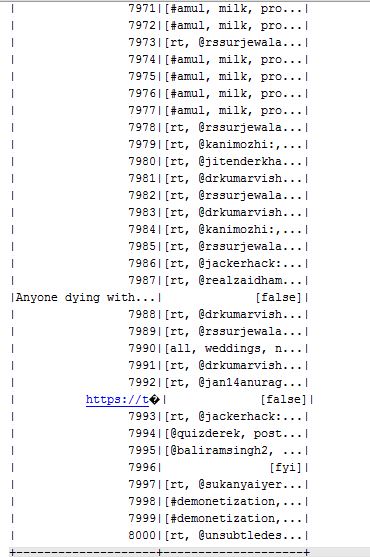 |              7971|[#amul, milk, pro...|
|              7972|[#amul, milk, pro...|
|              7973|[rt, @rssurjewala...|
|              7974|[#amul, milk, pro...|
|              7975|[#amul, milk, pro...|
|              7976|[#amul, milk, pro...|
|              7977|[#amul, milk, pro...|
|              7978|[rt, @rssurjewala...|
|              7979|[rt, @kanimozhi:,...|
|              7980|[rt, @jitenderkha...|
|              7981|[rt, @drkumarvish...|
|              7982|[rt, @rssurjewala...|
|              7983|[rt, @drkumarvish...|
|              7984|[rt, @kanimozhi:,...|
|              7985|[rt, @rssurjewala...|
|              7986|[rt, @jackerhack:...|
|              7987|[rt, @realzaidham...|
|Anyone dying with...|             [false]|
|              7988|[rt, @drkumarvish...|
|              7989|[rt, @rssurjewala...|
|              7990|[all, weddings, n...|
|              7991|[rt, @drkumarvish...|
|              7992|[rt, @jan14anurag...|
|         https://t�|             [false]|
|              7993|[rt, @jackerhack:...|
|              7994|[@quizderek, post...|
|              7995|[@baliramsingh2, ...|
|              7996|               [fyi]|
|              7997|[rt, @sukanyaiyer...|
|              7998|[#demonetization,...|
|              7999|[#demonetization,...|
|              8000|[rt, @unsubtledes...|
+------------------+--------------------+